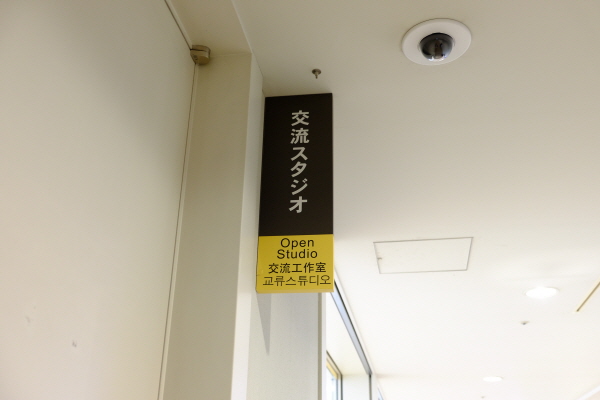 交流スタジオ
Open
Studio
交流工作室
교류스튜디오